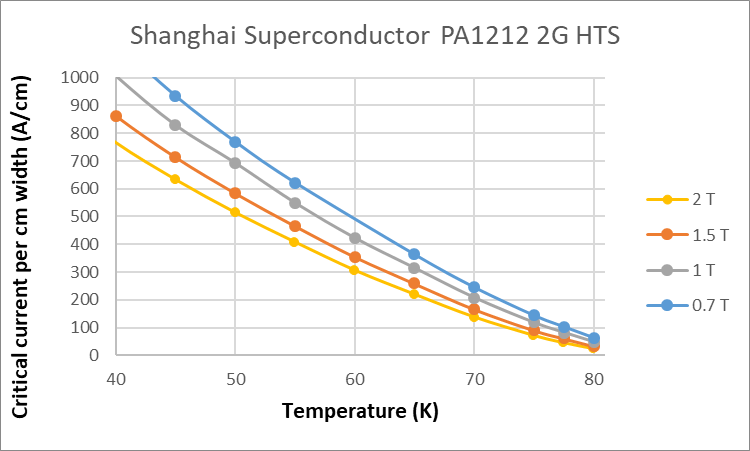 Shanghai Superconductor PA1212 2G HTS
Critical current per cm width (A/cm)
1000
900
800
700
600
500
400
300
200
100
0
40 50 60 70 80
Temperature (K)
2 T
1.5 T
1 T
0.7 T